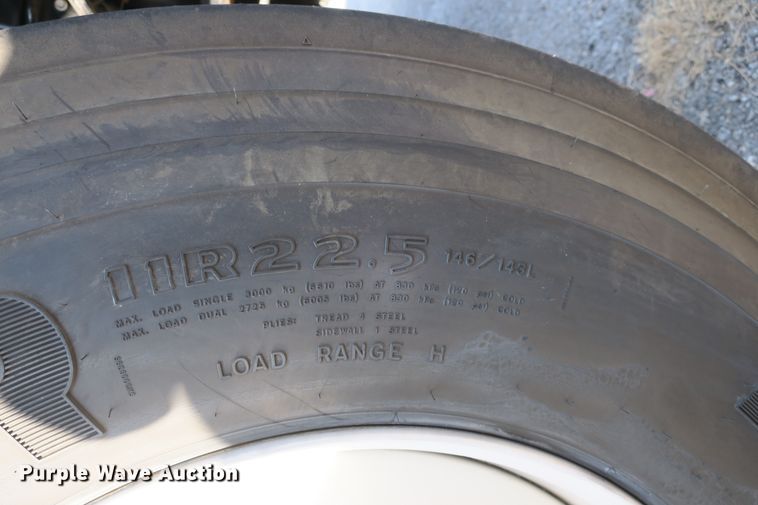 11R22.5 146/143L
MAX. LOAD SINGLE 3000 kg (6610 lbs) AT 830 kPa (120 psi) COLD
MAX. LOAD DUAL 2725 kg (6005 lbs) AT 830 kPa (120 psi) COLD
PLIES: TREAD 4 STEEL
SIDEWALL 1 STEEL
LOAD RANGE H
Purple Wave Auction